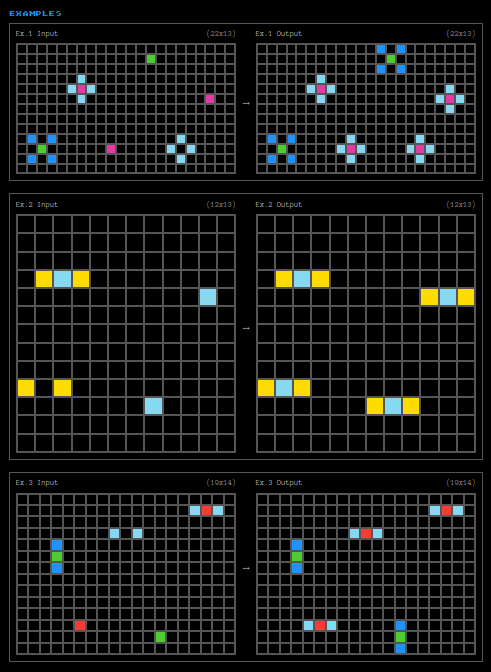 EXAMPLES
Ex.1 Input (22x13) Ex.1 Output (22x13)
→
Ex.2 Input (12x13) Ex.2 Output (12x13)
→
Ex.3 Input (19x14) Ex.3 Output (19x14)
→